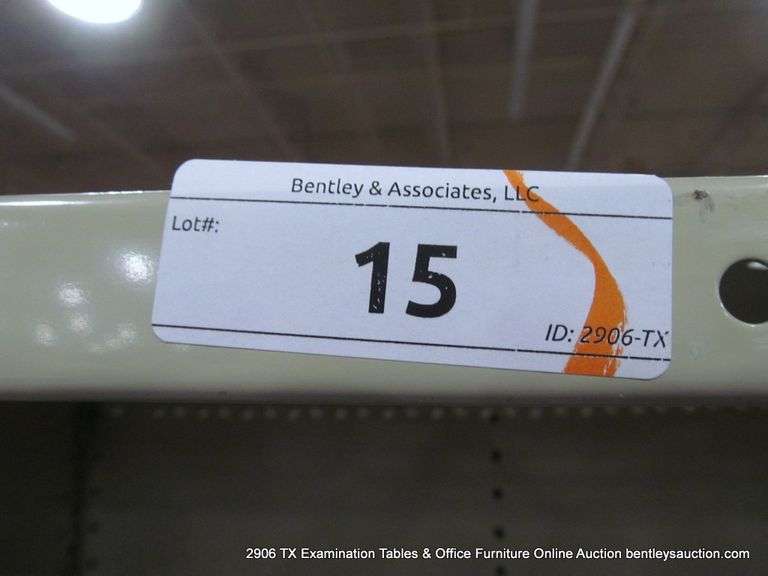 Bentley & Associates, LLC
Lot#:
15
ID: 2906-TX
2906 TX Examination Tables & Office Furniture Online Auction bentleysauction.com